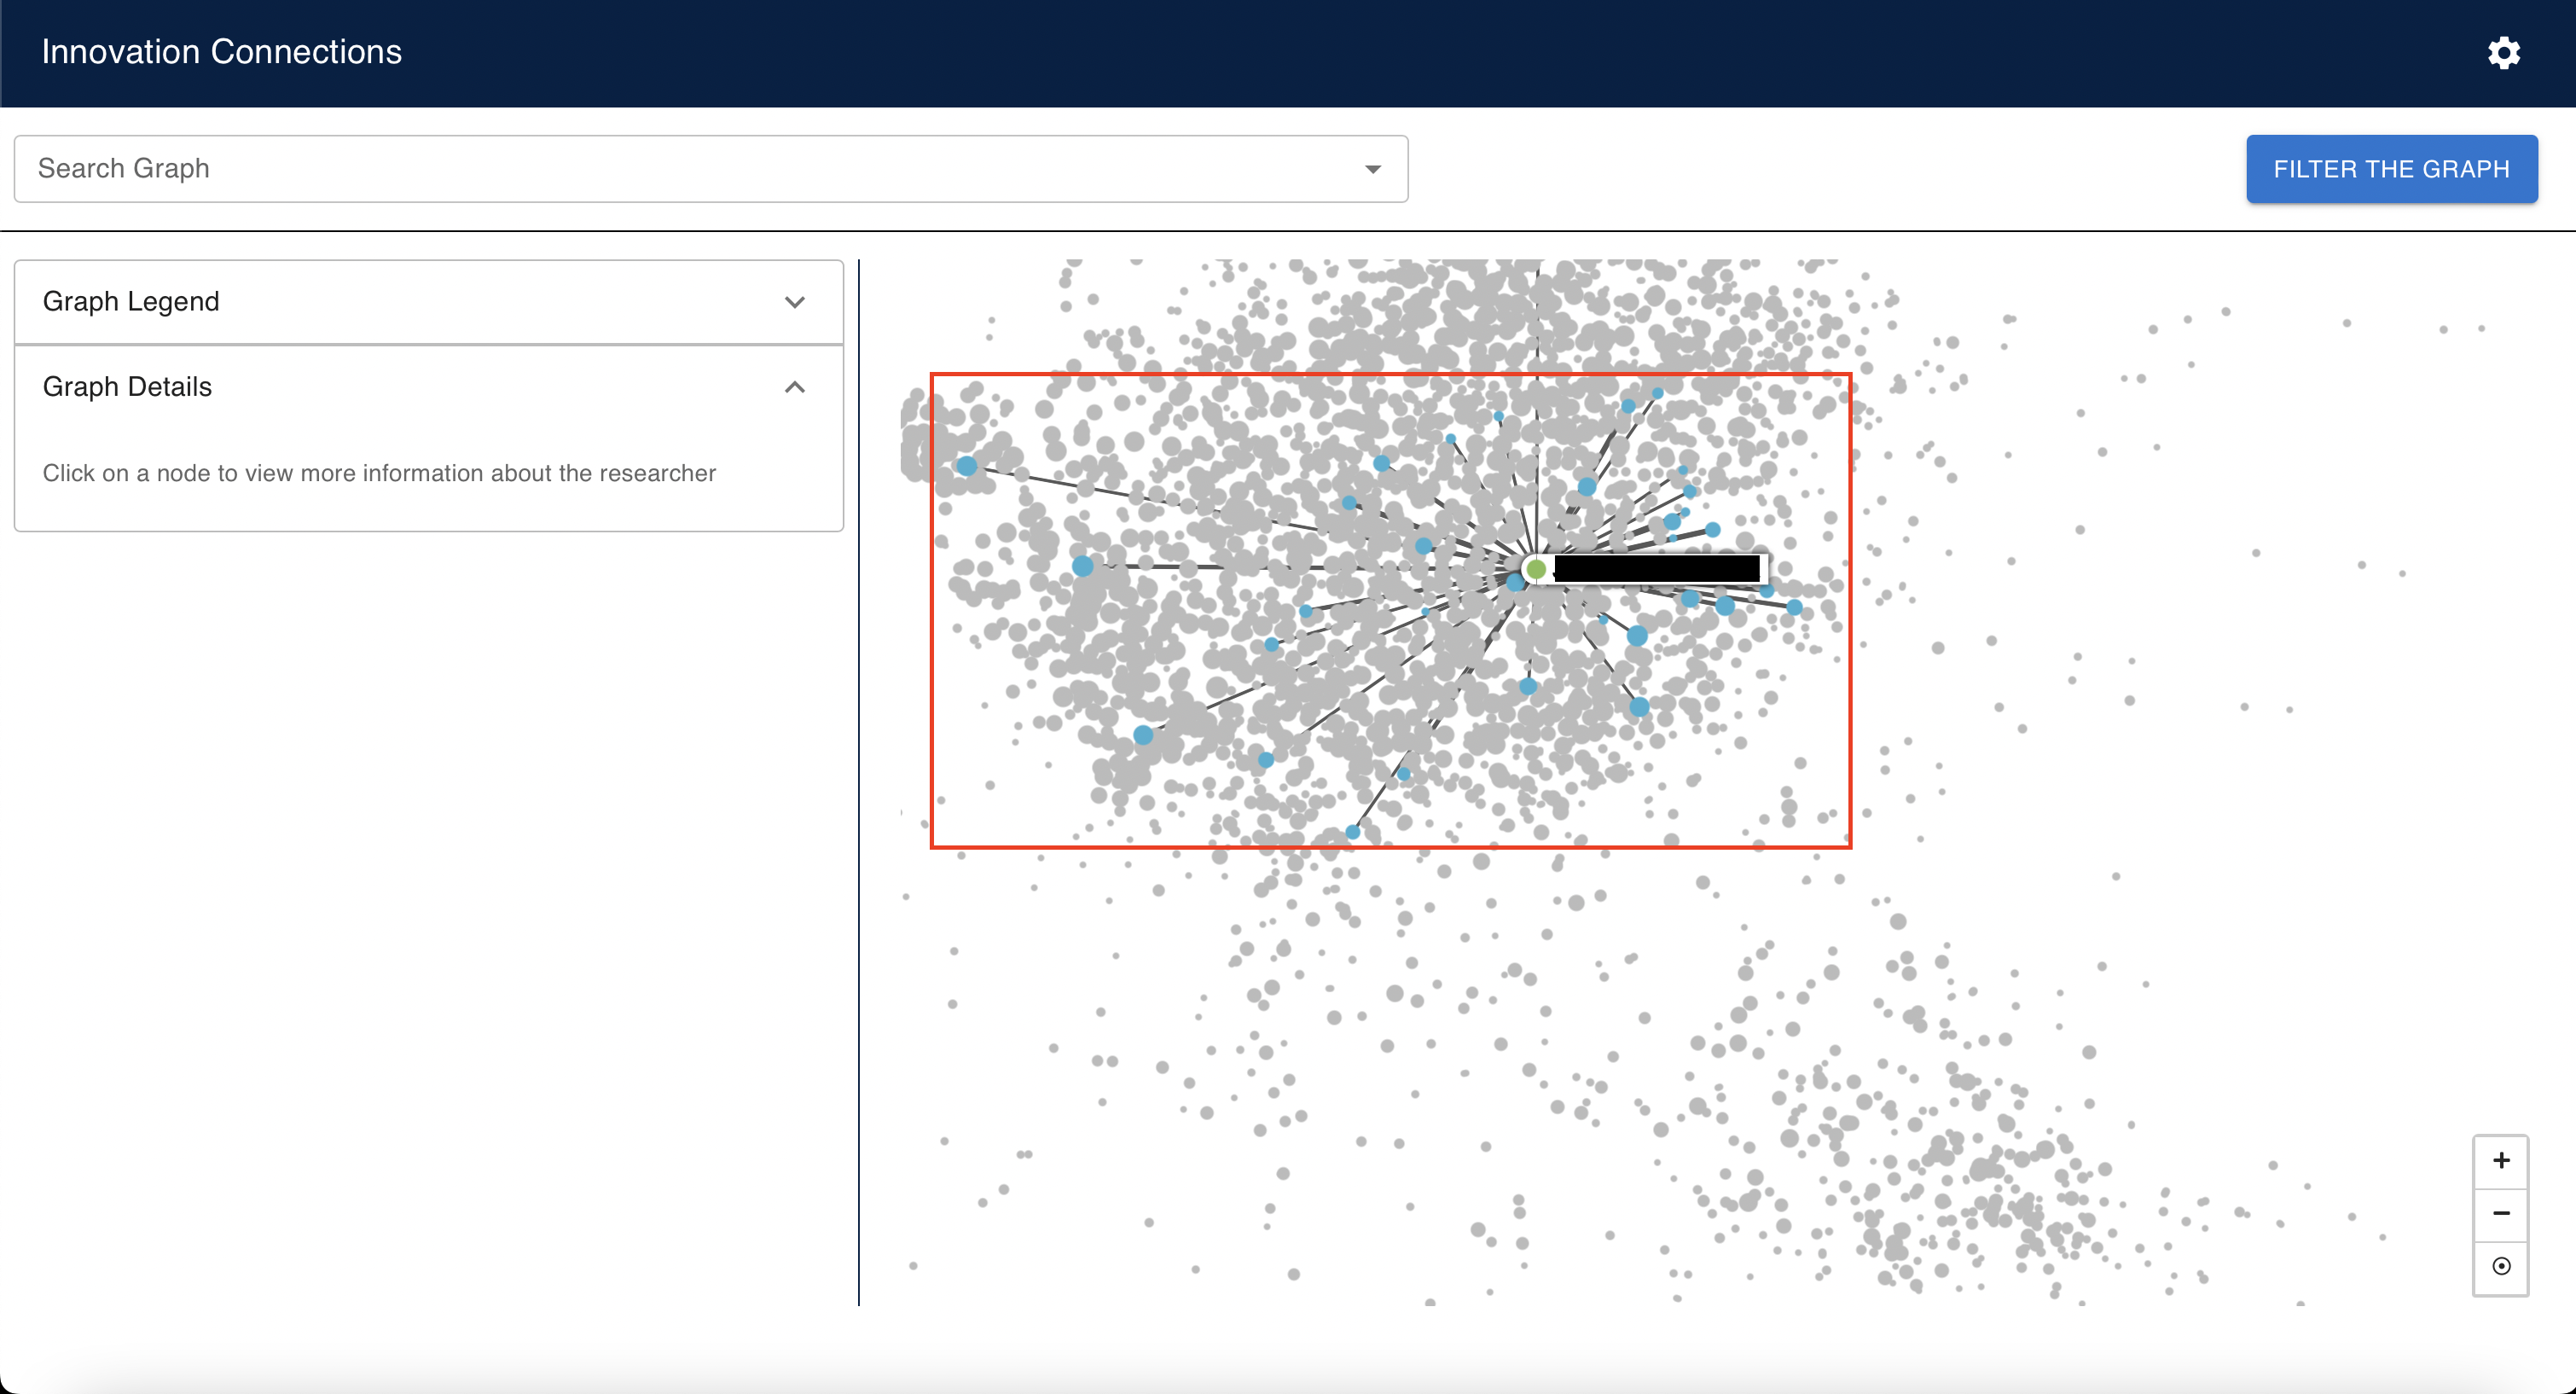 Innovation Connections
Search Graph
FILTER THE GRAPH
Graph Legend
Graph Details
Click on a node to view more information about the researcher